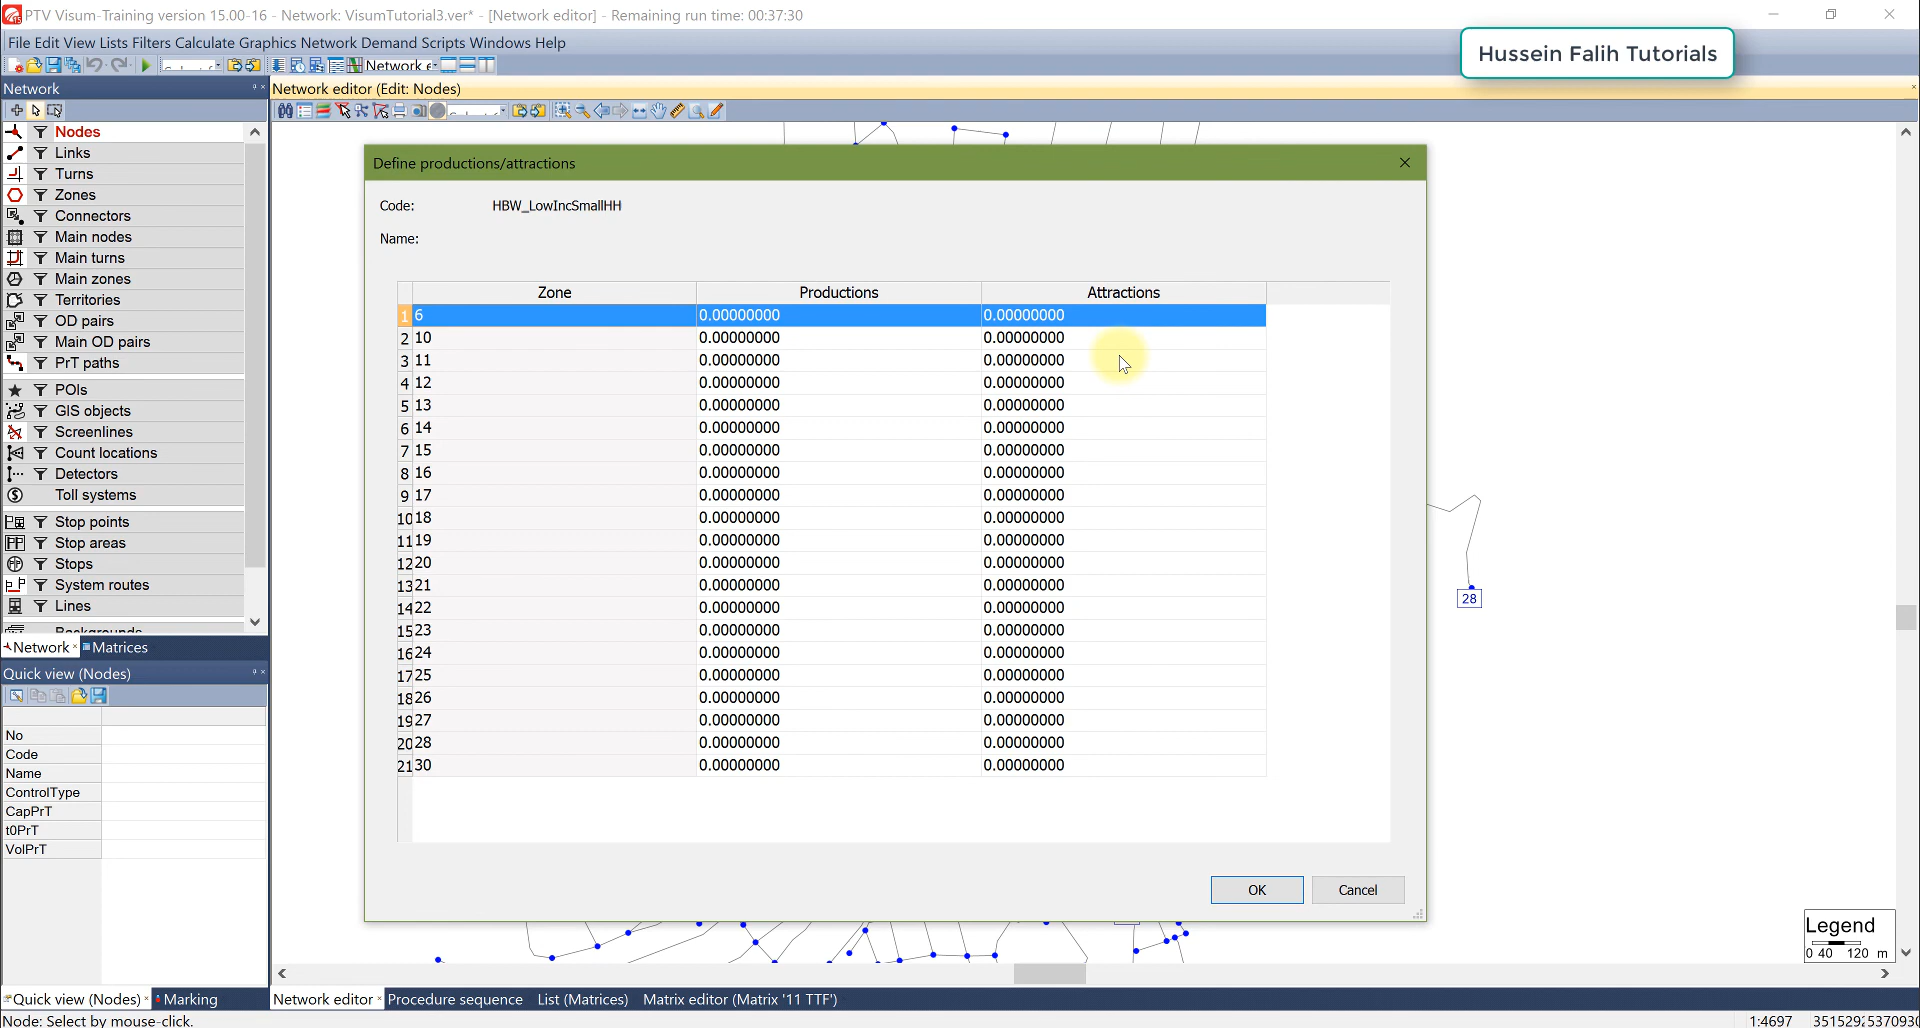 PTV Visum-Training version 15.00-16 - Network: VisumTutorial3.ver* - [Network editor] - Remaining run time: 00:37:30
File Edit View Lists Filters Calculate Graphics Network Demand Scripts Windows Help
Hussein Falih Tutorials
Network
Network editor (Edit: Nodes)
Nodes
Links
Turns
Zones
Connectors
Main nodes
Main turns
Main zones
Territories
OD pairs
Main OD pairs
PrT paths
POIs
GIS objects
Screenlines
Count locations
Detectors
Toll systems
Stop points
Stop areas
Stops
System routes
Lines
Backgrounds
Network Matrices
Quick view (Nodes)
No
Code
Name
ControlType
CapPrT
t0PrT
VolPrT
Quick view (Nodes) Marking
Define productions/attractions
Code: HBW_LowIncSmallHH
Name:
Zone Productions Attractions
1 6 0.00000000 0.00000000
2 10 0.00000000 0.00000000
3 11 0.00000000 0.00000000
4 12 0.00000000 0.00000000
5 13 0.00000000 0.00000000
6 14 0.00000000 0.00000000
7 15 0.00000000 0.00000000
8 16 0.00000000 0.00000000
9 17 0.00000000 0.00000000
10 18 0.00000000 0.00000000
11 19 0.00000000 0.00000000
12 20 0.00000000 0.00000000
13 21 0.00000000 0.00000000
14 22 0.00000000 0.00000000
15 23 0.00000000 0.00000000
16 24 0.00000000 0.00000000
17 25 0.00000000 0.00000000
18 26 0.00000000 0.00000000
19 27 0.00000000 0.00000000
20 28 0.00000000 0.00000000
21 30 0.00000000 0.00000000
OK Cancel
28
Legend
0 40 120 m
Network editor Procedure sequence List (Matrices) Matrix editor (Matrix '11 TTF')
Node: Select by mouse-click.
1:4697